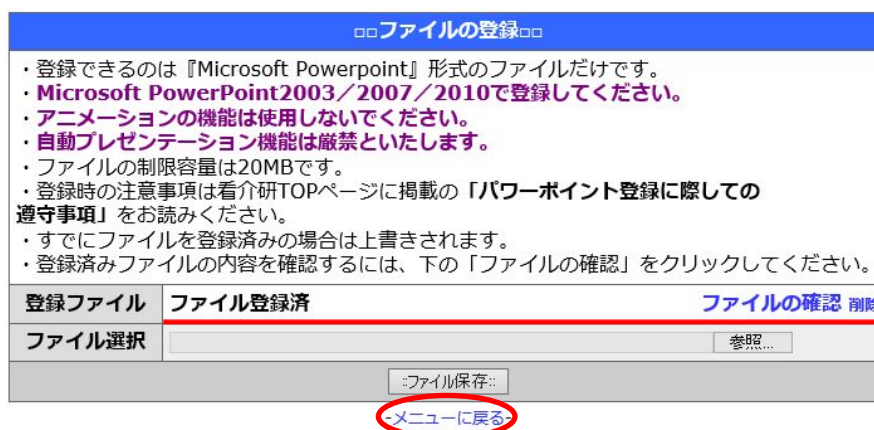 □□ファイルの登録□□
・登録できるのは『Microsoft Powerpoint』形式のファイルだけです。
・Microsoft PowerPoint2003／2007／2010で登録してください。
・アニメーションの機能は使用しないでください。
・自動プレゼンテーション機能は厳禁といたします。
・ファイルの制限容量は20MBです。
・登録時の注意事項は看介研TOPページに掲載の「パワーポイント登録に際しての
遵守事項」をお読みください。
・すでにファイルを登録済みの場合は上書きされます。
・登録済みファイルの内容を確認するには、下の「ファイルの確認」をクリックしてください。
登録ファイル ファイル登録済 ファイルの確認 削除
ファイル選択 参照...
::ファイル保存::
-メニューに戻る-